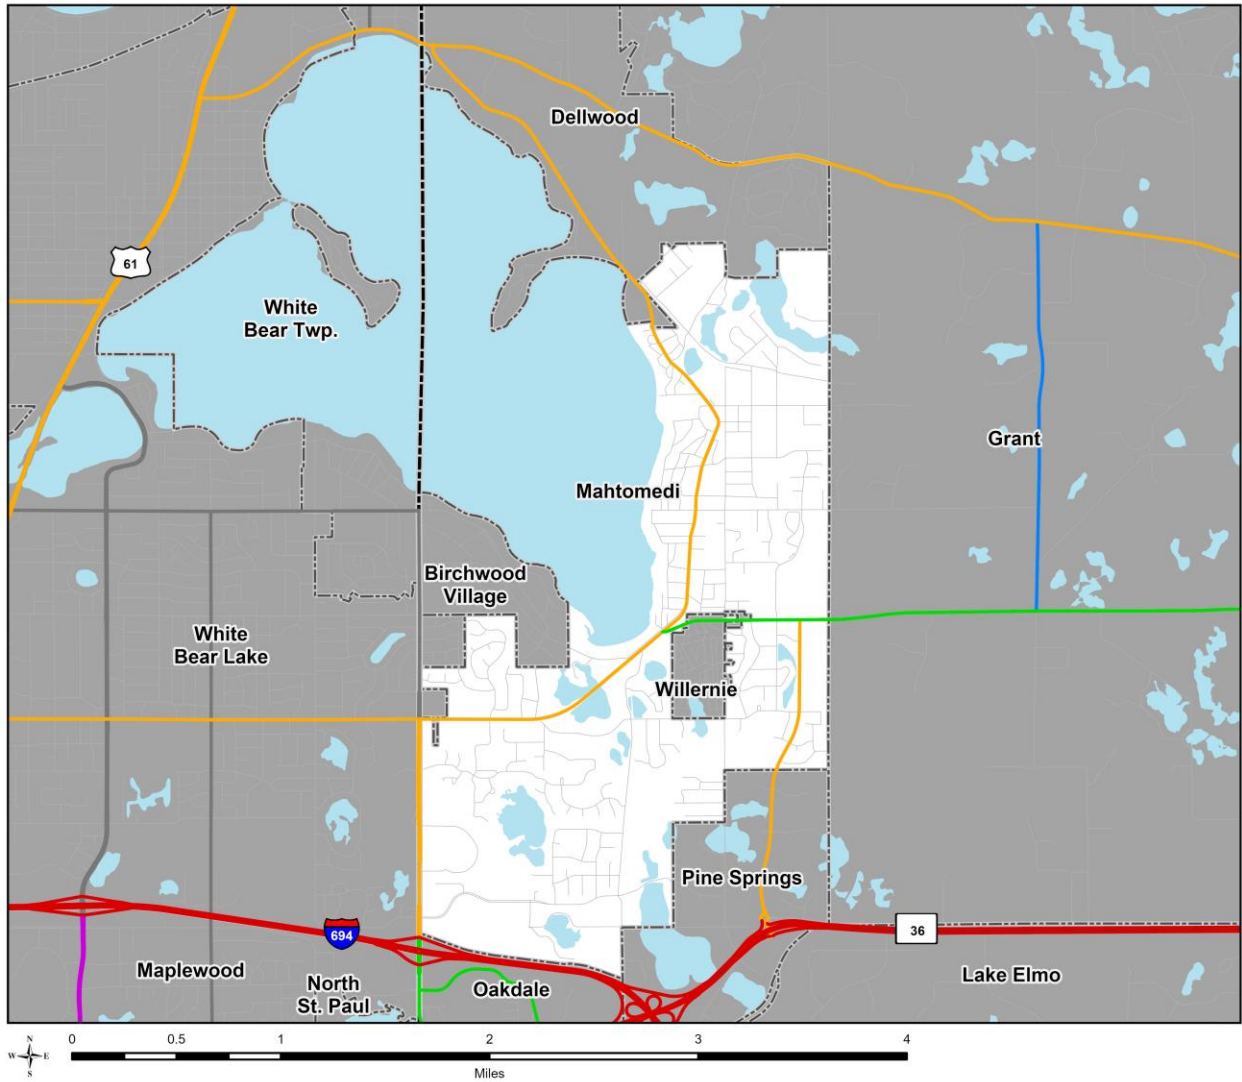 Dellwood
61
White
Bear Twp.
Grant
Mahtomedi
Birchwood
Village
White
Bear Lake
Willernie
Pine Springs
36
694
Maplewood
North
St. Paul
Oakdale
Lake Elmo
N
W E
S
0 0.5 1 2 3 4
Miles